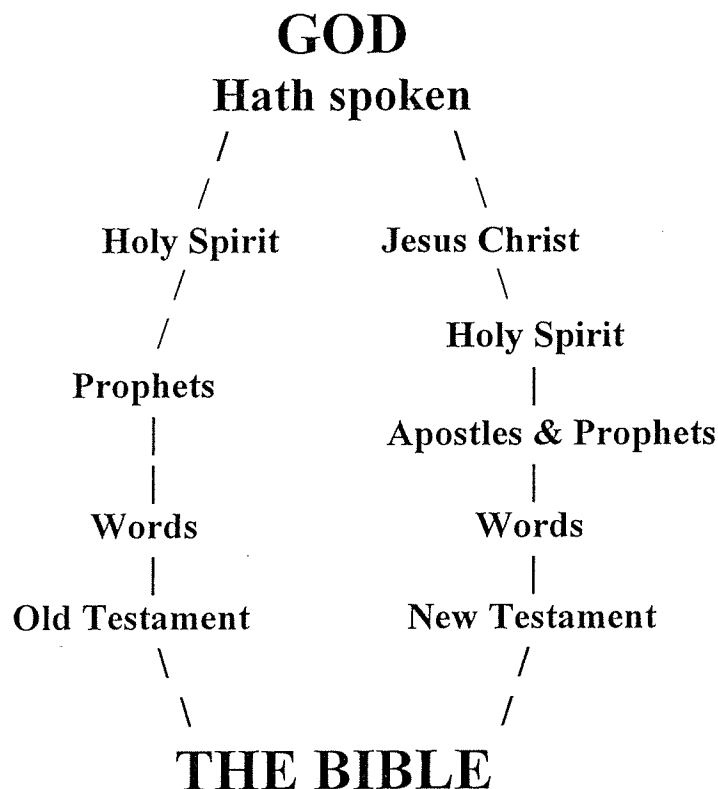 GOD
Hath spoken
Holy Spirit Jesus Christ
Holy Spirit
Prophets
Apostles & Prophets
Words Words
Old Testament New Testament
THE BIBLE